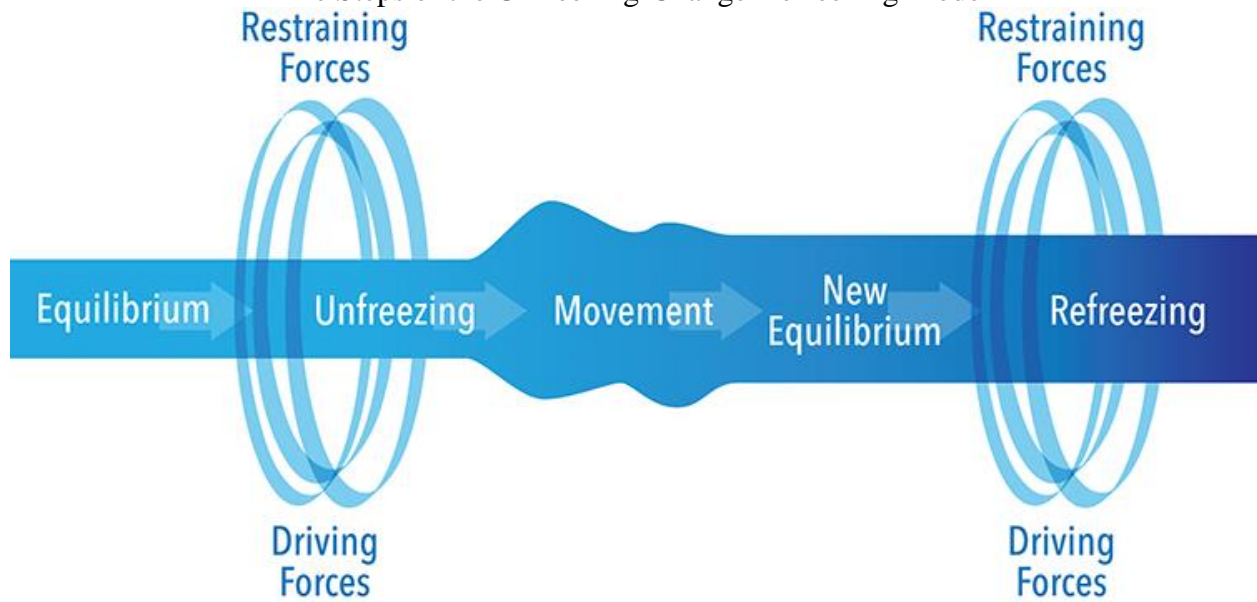 Restraining
Forces
Restraining
Forces
Equilibrium
Unfreezing
Movement
New
Equilibrium
Refreezing
Driving
Forces
Driving
Forces